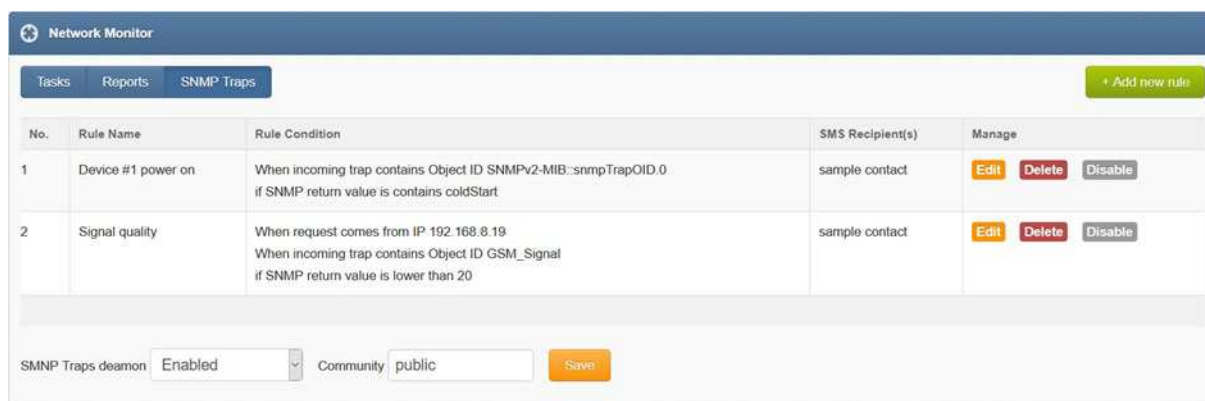 Network Monitor
Tasks Reports SNMP Traps + Add new rule
No. Rule Name Rule Condition SMS Recipient(s) Manage
1 Device #1 power on When incoming trap contains Object ID SNMPv2-MIB::snmpTrapOID.0 sample contact Edit Delete Disable
if SNMP return value is contains coldStart
2 Signal quality When request comes from IP 192.168.8.19 sample contact Edit Delete Disable
When incoming trap contains Object ID GSM_Signal
if SNMP return value is lower than 20
SMNP Traps deamon Enabled Community public Save